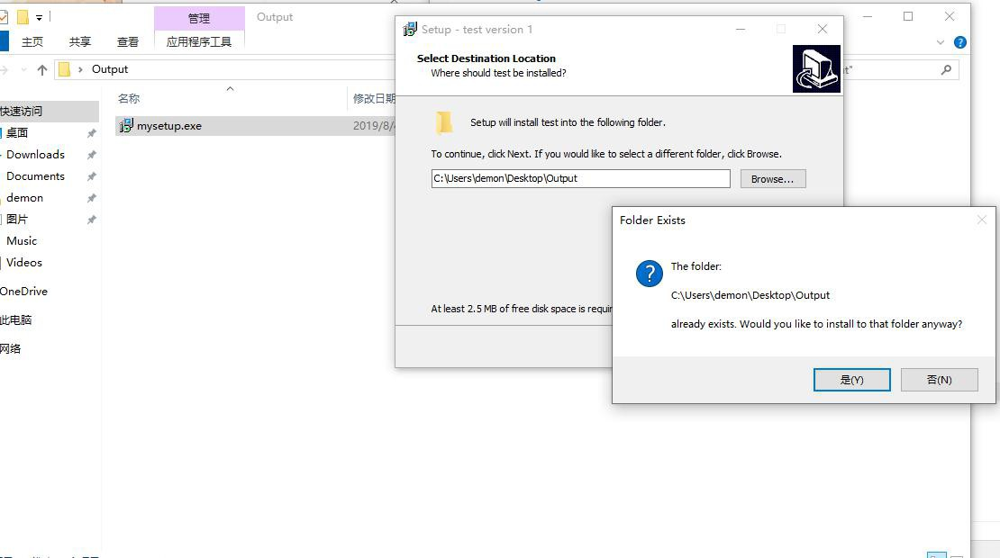 管理
Output
主页
共享
查看
应用程序工具
Output
名称
修改日期
快速访问
桌面
Downloads
Documents
demon
图片
Music
Videos
OneDrive
此电脑
网络
mysetup.exe
2019/8/
Setup - test version 1
Select Destination Location
Where should test be installed?
Setup will install test into the following folder.
To continue, click Next. If you would like to select a different folder, click Browse.
C:\Users\demon\Desktop\Output
Browse...
At least 2.5 MB of free disk space is
Folder Exists
The folder:
C:\Users\demon\Desktop\Output
already exists. Would you like to install to that folder anyway?
是(Y)
否(N)